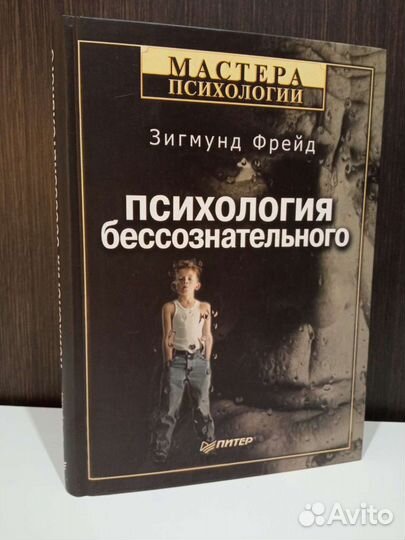 МАСТЕРА
ПСИХОЛОГИИ
Зигмунд Фрейд
ПСИХОЛОГИЯ
бессознательного
ПИТЕР
Avito